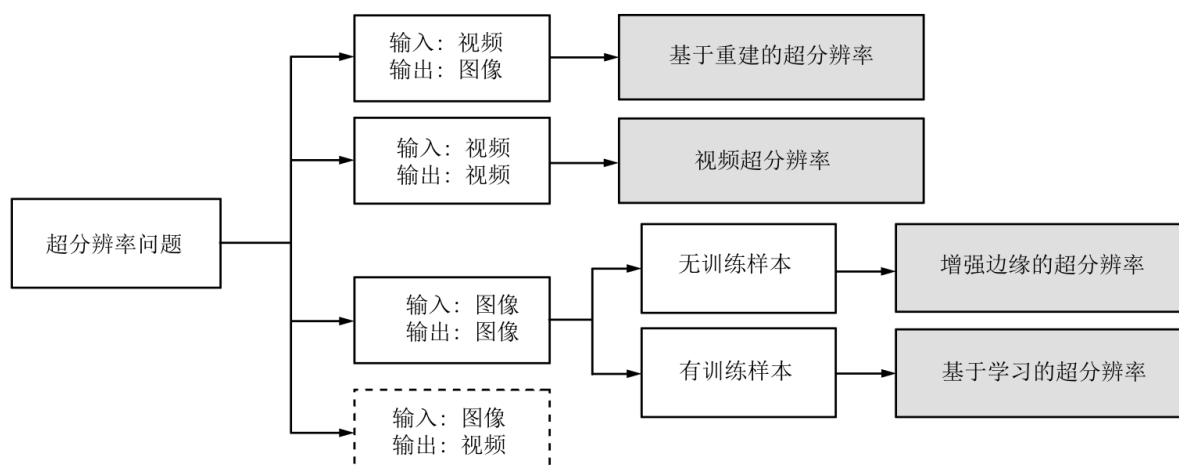 输入: 视频
输出: 图像
基于重建的超分辨率
输入: 视频
输出: 视频
视频超分辨率
超分辨率问题
输入: 图像
输出: 图像
无训练样本
增强边缘的超分辨率
有训练样本
基于学习的超分辨率
输入: 图像
输出: 视频